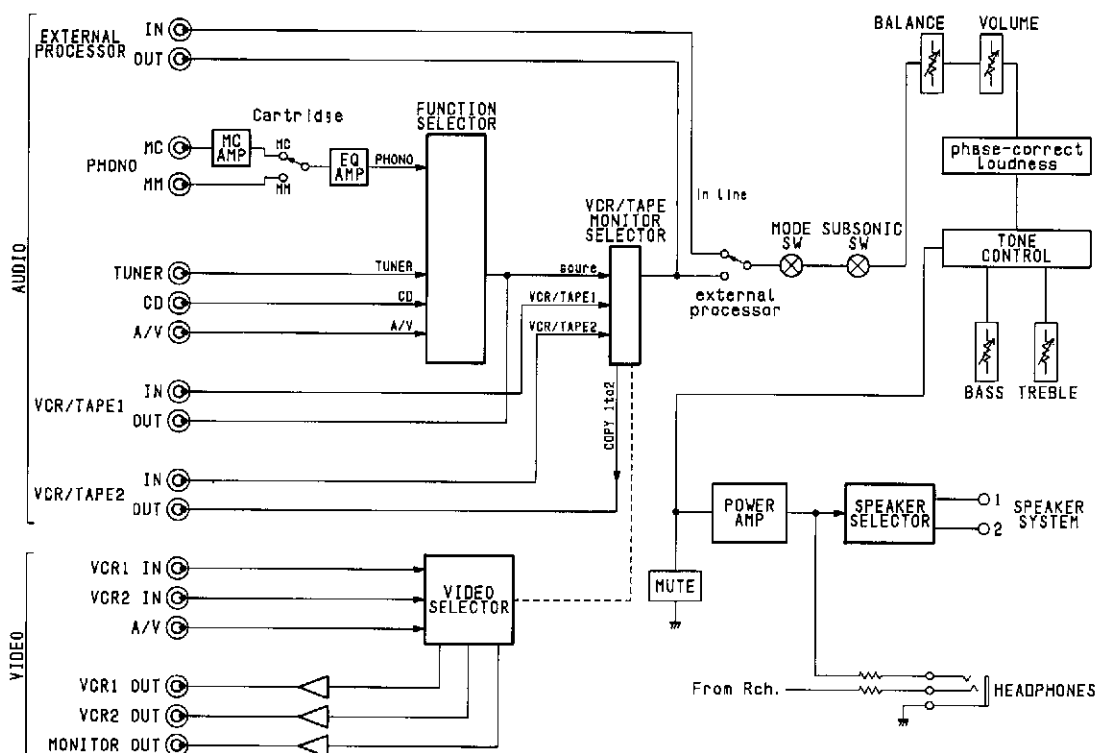 AUDIO
EXTERNAL
PROCESSOR
IN
OUT
BALANCE
VOLUME
Cartridge
FUNCTION
SELECTOR
MC
MC
AMP
MC
PHONO
EQ
AMP
PHONO
MM
MM
phase-correct
loudness
in line
VCR/TAPE
MONITOR
SELECTOR
MODE
SW
SUBSONIC
SW
TONE
CONTROL
TUNER
TUNER
soure
CD
CD
VCR/TAPE1
external
processor
A/V
A/V
VCR/TAPE2
BASS
TREBLE
VCR/TAPE1
IN
OUT
COPY 1to2
VCR/TAPE2
IN
OUT
POWER
AMP
SPEAKER
SELECTOR
1
2
SPEAKER
SYSTEM
VIDEO
VCR1 IN
VCR2 IN
A/V
VIDEO
SELECTOR
MUTE
VCR1 OUT
VCR2 OUT
MONITOR OUT
From Rch.
HEADPHONES